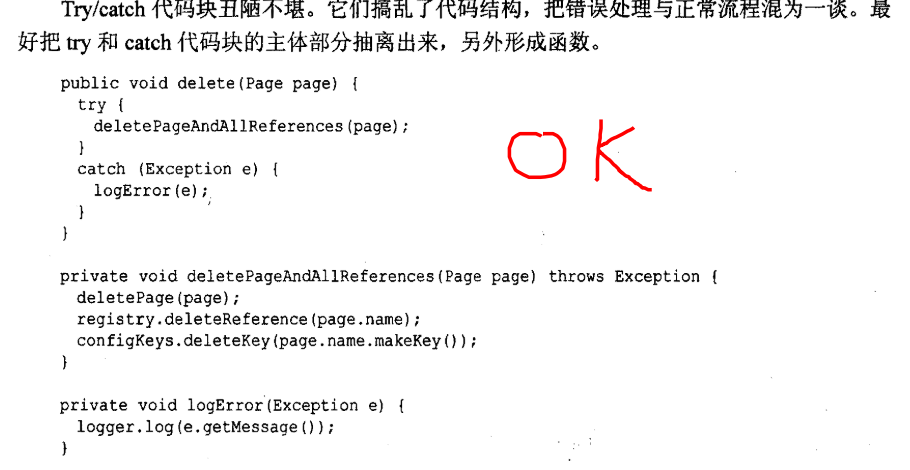 Try/catch 代码块丑陋不堪。它们搞乱了代码结构，把错误处理与正常流程混为一谈。最
好把 try 和 catch 代码块的主体部分抽离出来，另外形成函数。
public void delete(Page page) {
try {
deletePageAndAllReferences(page);
}
catch (Exception e) {
logError(e);
}
}
OK
private void deletePageAndAllReferences(Page page) throws Exception {
deletePage(page);
registry.deleteReference(page.name);
configKeys.deleteKey(page.name.makeKey());
}
private void logError(Exception e) {
logger.log(e.getMessage());
}